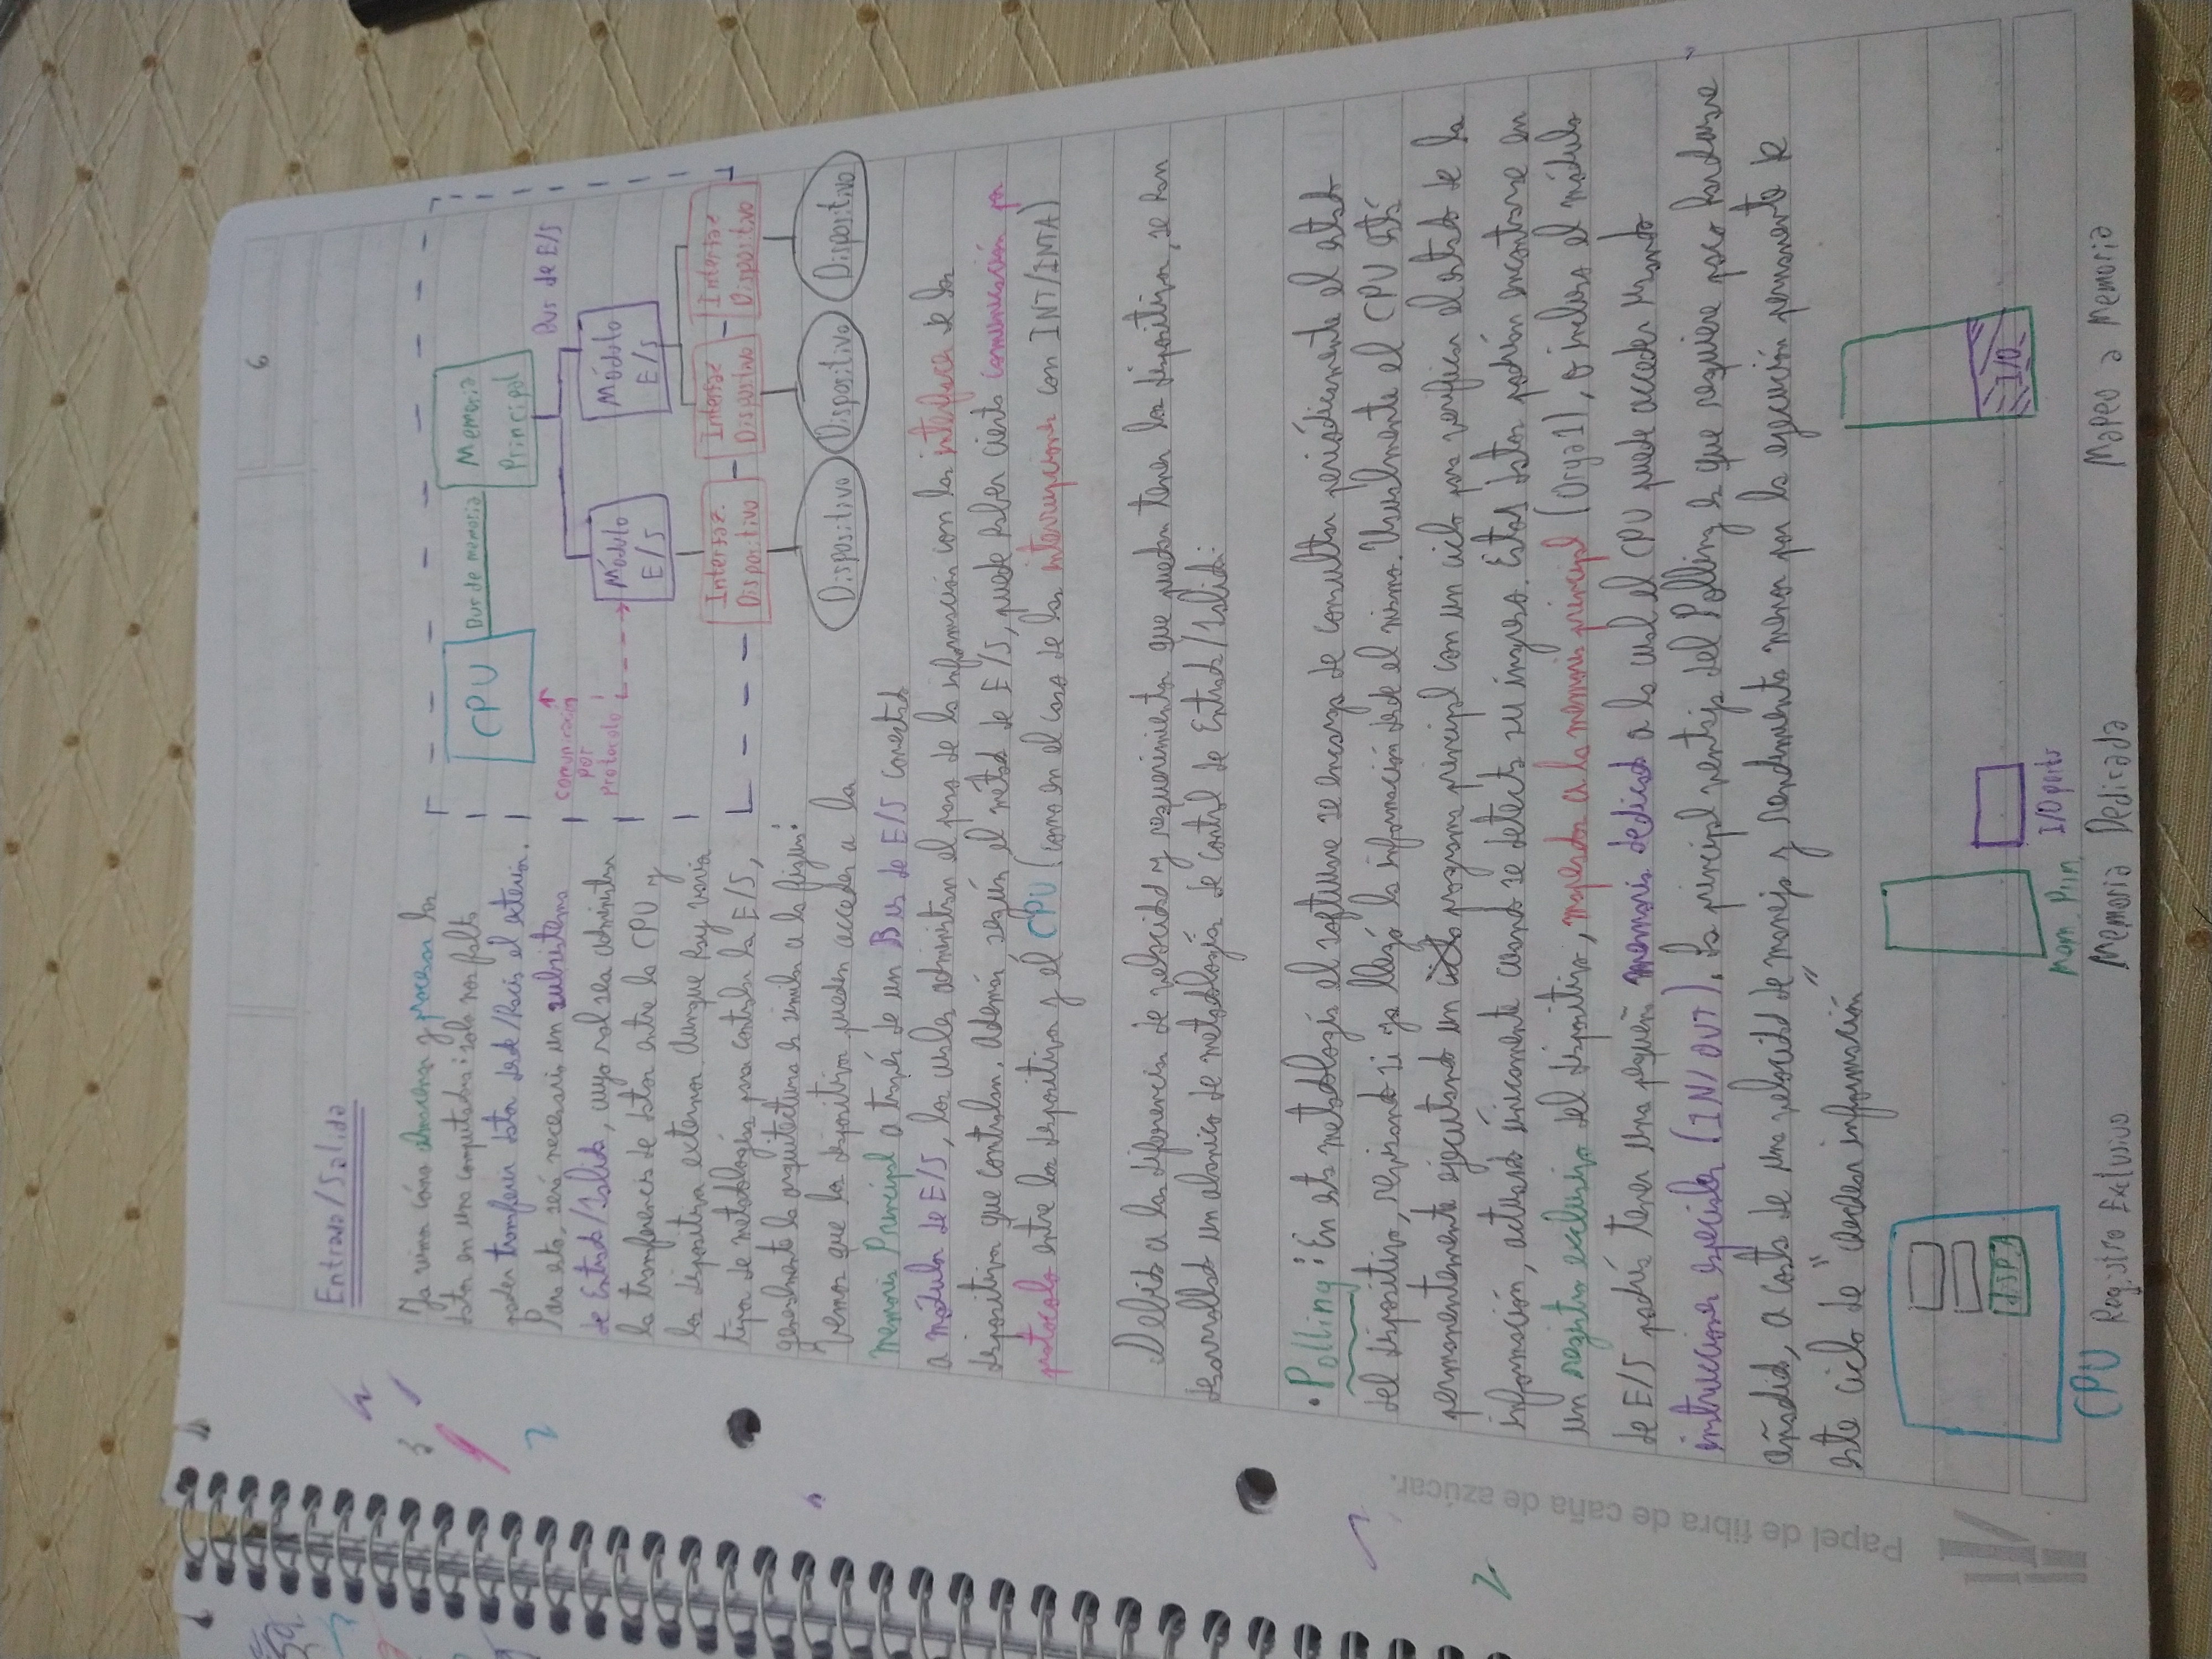 6
Entrada/Salida
Ya vimos cómo almacenar y procesar los
datos en una computadora: solo nos falta
poder transferir datos desde/hacia el exterior.
Para esto, será necesario un subsistema
de Entrada/Salida, cuyo rol sea administrar
la transferencia de datos entre la CPU y
los dispositivos externos. Aunque hay varios
tipos de metodologías para controlar la E/S,
generalmente la arquitectura es similar a la figura:
Vemos que los dispositivos pueden acceder a la
Memoria Principal a través de un Bus de E/S conectado
a módulos de E/S, los cuales administran el paso de la información con las interfaces de los
dispositivos que controlan. Además, según el método de E/S, puede haber cierta comunicación por
protocolo entre los dispositivos y el CPU (como en el caso de las interrupciones con INT/INTA)
CPU
Bus de memoria
Memoria
Principal
Bus de E/S
comunicación
por
protocolo
Módulo
E/S
Módulo
E/S
Interfaz.
Dispositivo
Interfaz
Dispositivo
Interfaz
Dispositivo
Dispositivo
Dispositivo
Dispositivo
Debido a las diferencias de velocidad y requerimientos que puedan tener los dispositivos, se han
desarrollado un abanico de metodologías de control de Entrada/Salida:
• Polling: En esta metodología el software se encarga de consultar periódicamente el estado
del dispositivo, revisando si ya llegó la información desde el mismo. Usualmente el CPU está
permanentemente ejecutando un programa principal con un ciclo para verificar el estado de la
información, actuando únicamente cuando se detecta su ingreso. Estos datos podrán encontrarse en
un registro exclusivo del dispositivo, mapeados a la memoria principal (Orga1), o incluso el módulo
de E/S podría tener una pequeña memoria dedicada a la cual el CPU puede acceder usando
instrucciones especiales (IN/OUT). La principal ventaja del Polling es que requiere poco hardware
añadido, a costa de una velocidad de manejo y rendimiento menor por la ejecución permanente de
este ciclo de "checkear información"
DISP.
CPU
Registro Exclusivo
Mem. Prin.
I/O ports
Memoria Dedicada
I/O
Mapeo a Memoria
Papel de fibra de caña de azúcar.